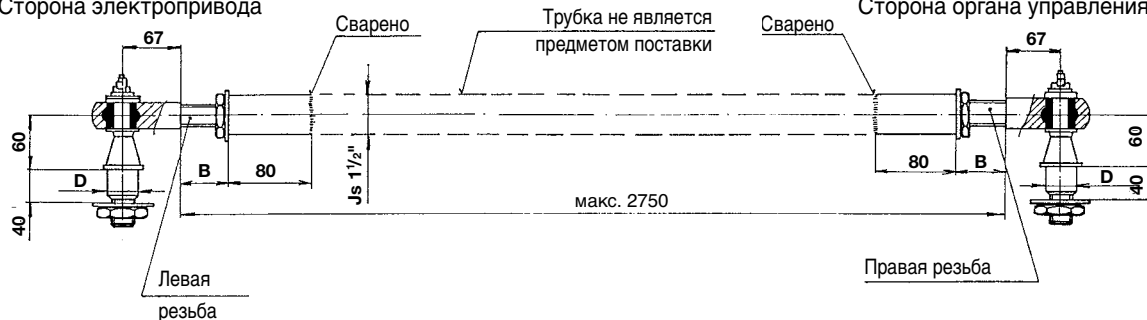 Сторона электропривода
Сторона органа управления
Сварено
Трубка не является
предметом поставки
Сварено
67
67
60
60
D
B
80
Js 1½"
80
B
D
40
40
макс. 2750
Левая
резьба
Правая резьба